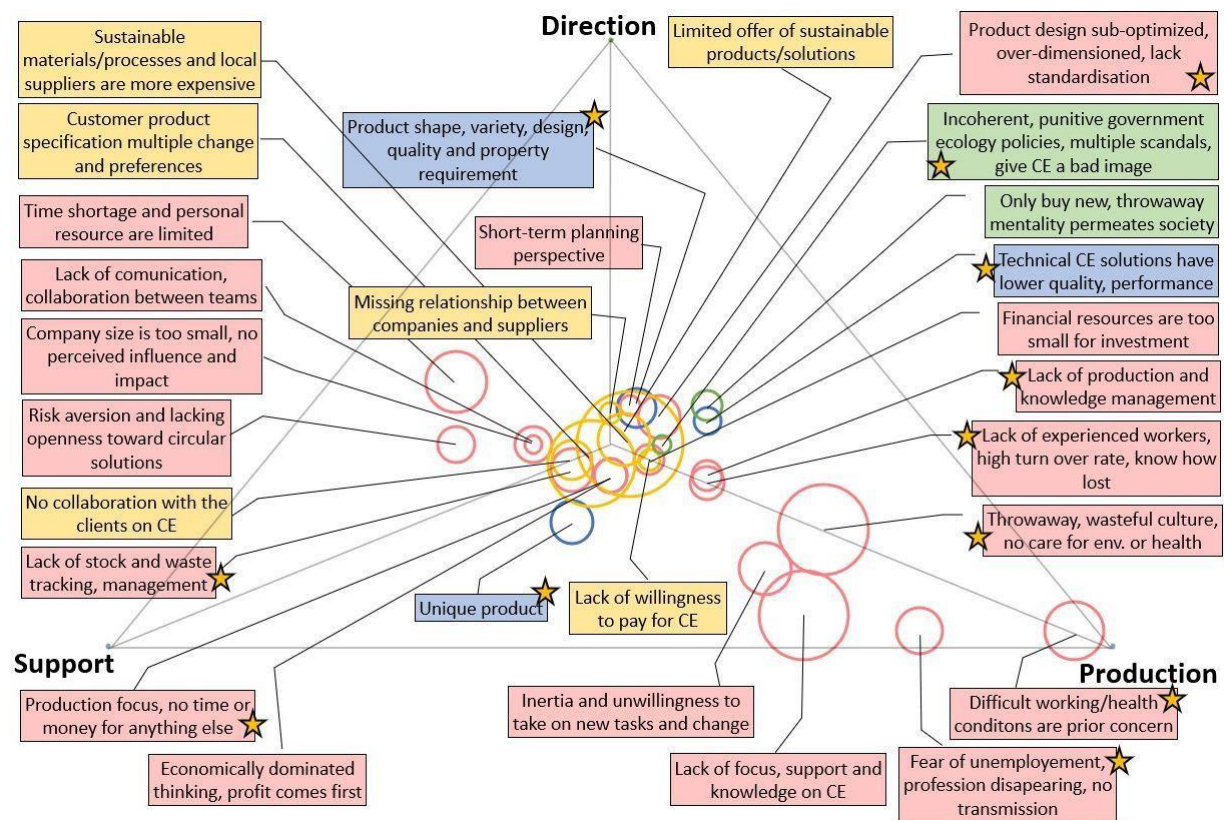 Direction
Sustainable
materials/processes and local
suppliers are more expensive
Customer product
specification multiple change
and preferences
Time shortage and personal
resource are limited
Lack of comunication,
collaboration between teams
Company size is too small, no
perceived influence and
impact
Risk aversion and lacking
openness toward circular
solutions
No collaboration with the
clients on CE
Lack of stock and waste
tracking, management
Support
Production focus, no time or
money for anything else
Economically dominated
thinking, profit comes first
Product shape, variety, design,
quality and property
requirement
Short-term planning
perspective
Missing relationship between
companies and suppliers
Unique product
Lack of willingness
to pay for CE
Inertia and unwillingness to
take on new tasks and change
Lack of focus, support and
knowledge on CE
Limited offer of sustainable
products/solutions
Product design sub-optimized,
over-dimensioned, lack
standardisation
Incoherent, punitive government
ecology policies, multiple scandals,
give CE a bad image
Only buy new, throwaway
mentality permeates society
Technical CE solutions have
lower quality, performance
Financial resources are too
small for investment
Lack of production and
knowledge management
Lack of experienced workers,
high turn over rate, know how
lost
Throwaway, wasteful culture,
no care for env. or health
Production
Difficult working/health
conditons are prior concern
Fear of unemployement,
profession disapearing, no
transmission